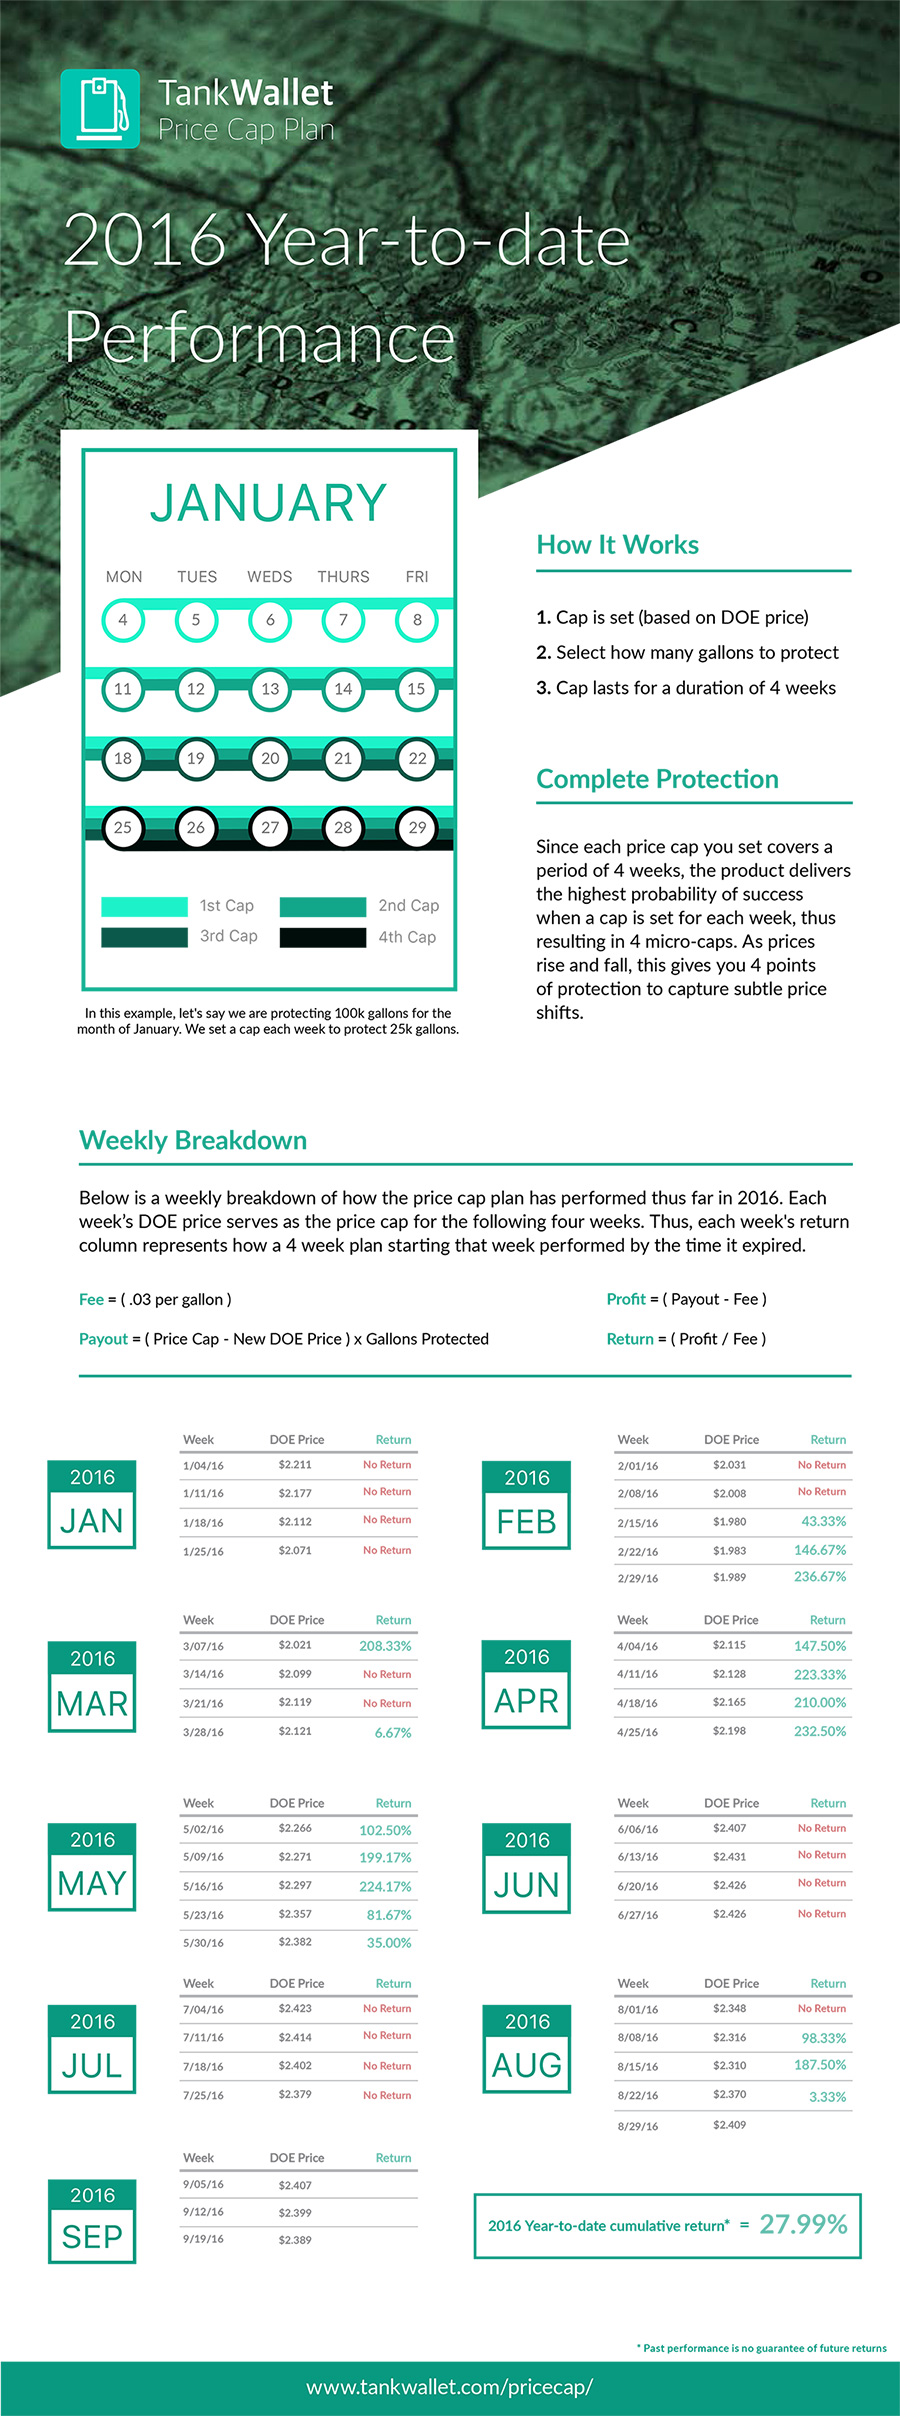 TankWallet
Price Cap Plan
2016 Year-to-date
Performance
JANUARY
MON TUES WEDS THURS FRI
4 5 6 7 8
11 12 13 14 15
18 19 20 21 22
25 26 27 28 29
1st Cap 2nd Cap
3rd Cap 4th Cap
In this example, let's say we are protecting 100k gallons for the
month of January. We set a cap each week to protect 25k gallons.
How It Works
1. Cap is set (based on DOE price)
2. Select how many gallons to protect
3. Cap lasts for a duration of 4 weeks
Complete Protection
Since each price cap you set covers a
period of 4 weeks, the product delivers
the highest probability of success
when a cap is set for each week, thus
resulting in 4 micro-caps. As prices
rise and fall, this gives you 4 points
of protection to capture subtle price
shifts.
Weekly Breakdown
Below is a weekly breakdown of how the price cap plan has performed thus far in 2016. Each
week's DOE price serves as the price cap for the following four weeks. Thus, each week's return
column represents how a 4 week plan starting that week performed by the time it expired.
Fee = ( .03 per gallon )
Profit = ( Payout - Fee )
Payout = ( Price Cap - New DOE Price ) x Gallons Protected
Return = ( Profit / Fee )
2016
JAN
Week DOE Price Return
1/04/16 $2.211 No Return
1/11/16 $2.177 No Return
1/18/16 $2.112 No Return
1/25/16 $2.071 No Return
2016
FEB
Week DOE Price Return
2/01/16 $2.031 No Return
2/08/16 $2.008 No Return
2/15/16 $1.980 43.33%
2/22/16 $1.983 146.67%
2/29/16 $1.989 236.67%
2016
MAR
Week DOE Price Return
3/07/16 $2.021 208.33%
3/14/16 $2.099 No Return
3/21/16 $2.119 No Return
3/28/16 $2.121 6.67%
2016
APR
Week DOE Price Return
4/04/16 $2.115 147.50%
4/11/16 $2.128 223.33%
4/18/16 $2.165 210.00%
4/25/16 $2.198 232.50%
2016
MAY
Week DOE Price Return
5/02/16 $2.266 102.50%
5/09/16 $2.271 199.17%
5/16/16 $2.297 224.17%
5/23/16 $2.357 81.67%
5/30/16 $2.382 35.00%
2016
JUN
Week DOE Price Return
6/06/16 $2.407 No Return
6/13/16 $2.431 No Return
6/20/16 $2.426 No Return
6/27/16 $2.426 No Return
2016
JUL
Week DOE Price Return
7/04/16 $2.423 No Return
7/11/16 $2.414 No Return
7/18/16 $2.402 No Return
7/25/16 $2.379 No Return
2016
AUG
Week DOE Price Return
8/01/16 $2.348 No Return
8/08/16 $2.316 98.33%
8/15/16 $2.310 187.50%
8/22/16 $2.370 3.33%
8/29/16 $2.409
2016
SEP
Week DOE Price Return
9/05/16 $2.407
9/12/16 $2.399
9/19/16 $2.389
2016 Year-to-date cumulative return* = 27.99%
* Past performance is no guarantee of future returns
www.tankwallet.com/pricecap/